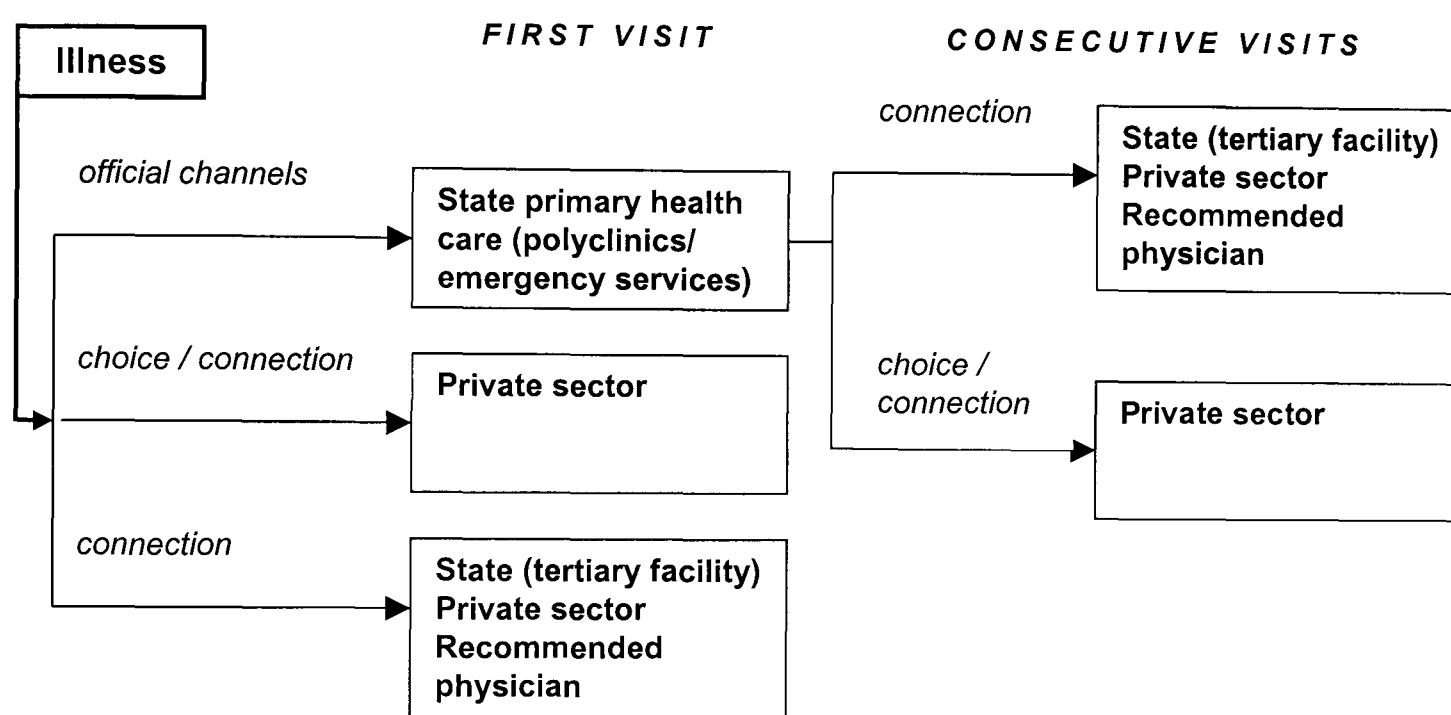 Illness
FIRST VISIT
CONSECUTIVE VISITS
official channels
State primary health
care (polyclinics/
emergency services)
choice / connection
Private sector
connection
State (tertiary facility)
Private sector
Recommended
physician
connection
State (tertiary facility)
Private sector
Recommended
physician
choice /
connection
Private sector